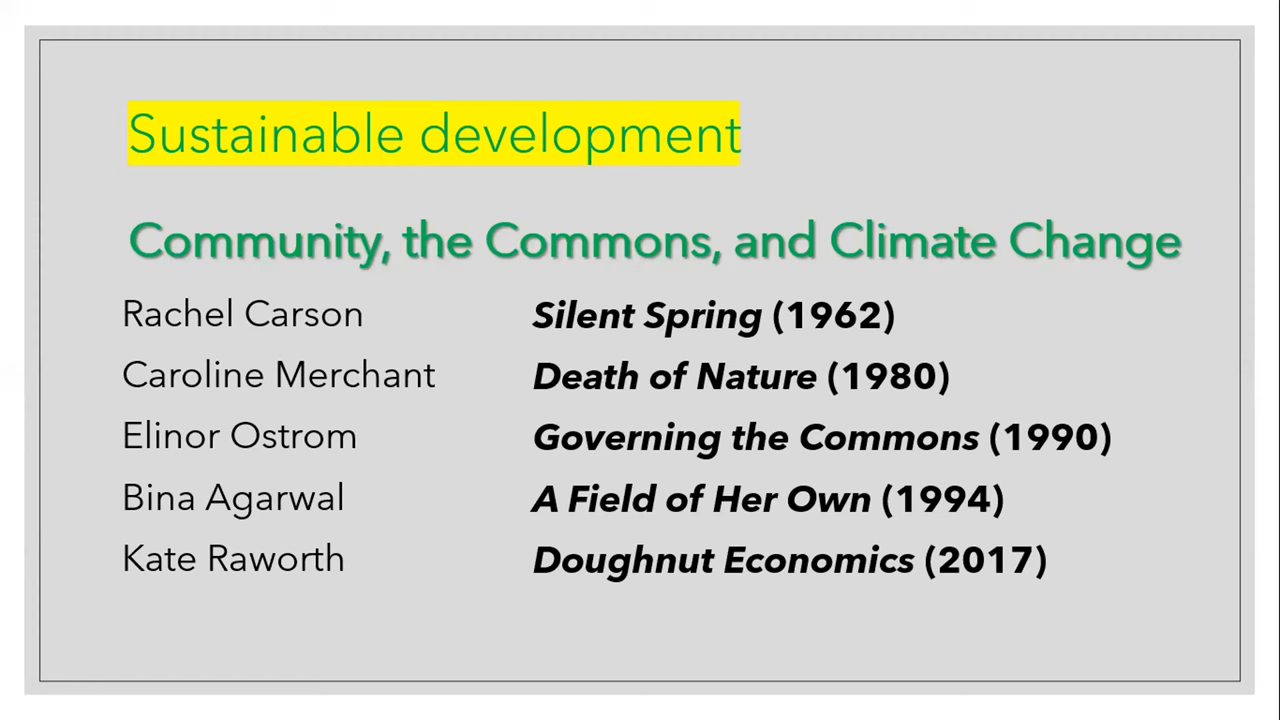 Sustainable development
Community, the Commons, and Climate Change
Rachel Carson Silent Spring (1962)
Caroline Merchant Death of Nature (1980)
Elinor Ostrom Governing the Commons (1990)
Bina Agarwal A Field of Her Own (1994)
Kate Raworth Doughnut Economics (2017)